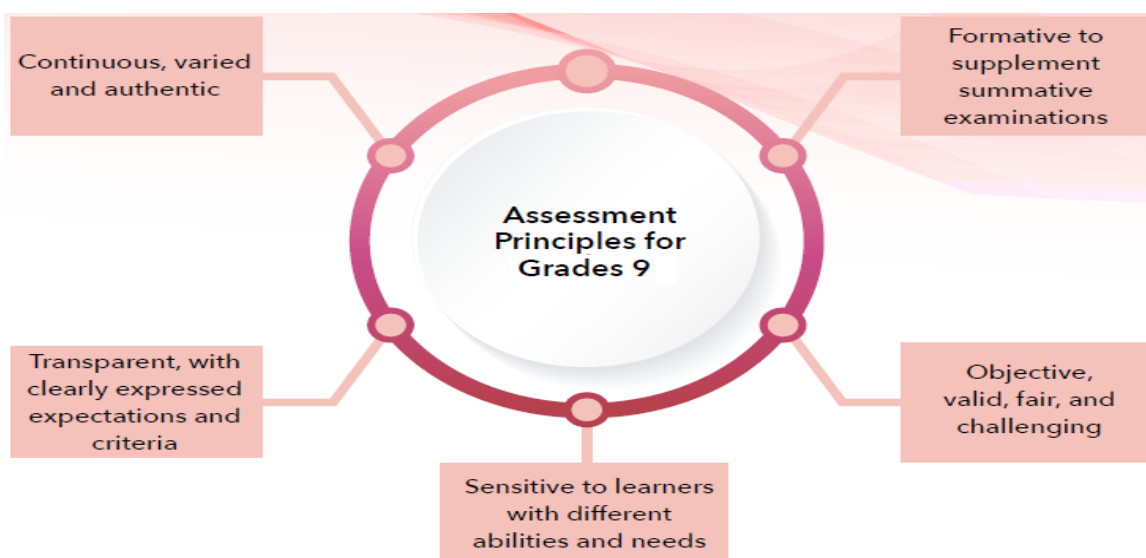 Continuous, varied
and authentic
Formative to
supplement
summative
examinations
Assessment
Principles for
Grades 9
Transparent, with
clearly expressed
expectations and
criteria
Objective,
valid, fair, and
challenging
Sensitive to learners
with different
abilities and needs